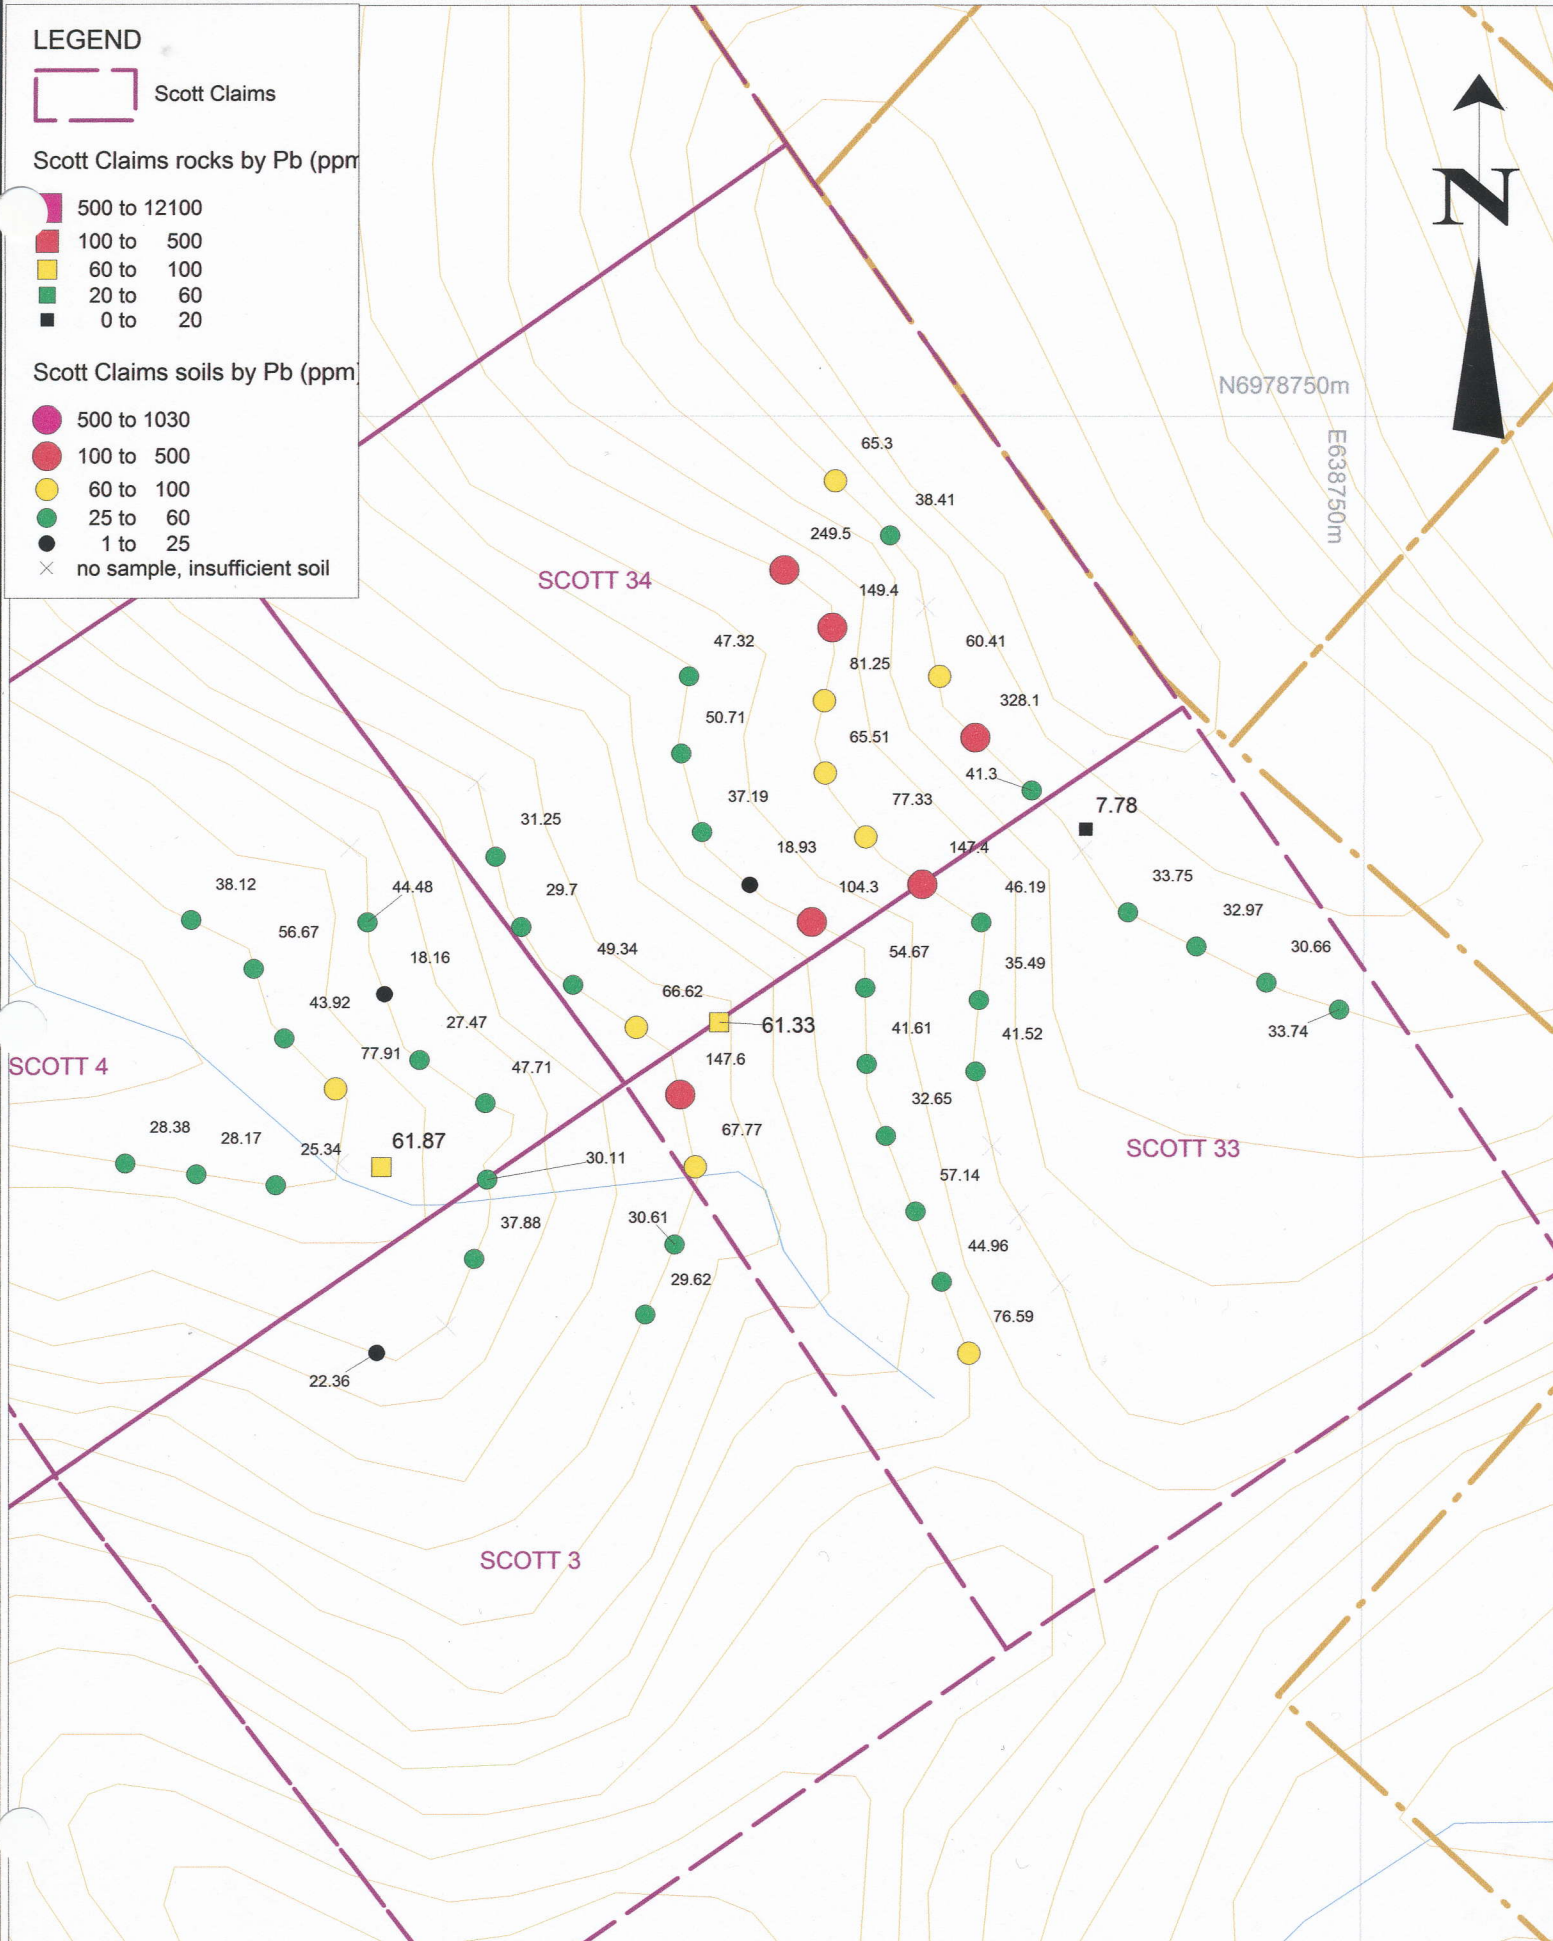 LEGEND
Scott Claims
Scott Claims rocks by Pb (ppm
500 to 12100
100 to 500
60 to 100
20 to 60
0 to 20
Scott Claims soils by Pb (ppm)
500 to 1030
100 to 500
60 to 100
25 to 60
1 to 25
no sample, insufficient soil
N
N6978750m
E638750m
65.3
38.41
249.5
SCOTT 34
149.4
47.32
60.41
81.25
328.1
50.71
65.51
41.3
37.19
77.33
7.78
31.25
18.93
147.4
33.75
38.12
44.48
29.7
104.3
46.19
32.97
56.67
49.34
54.67
30.66
18.16
35.49
43.92
66.62
27.47
61.33
41.61
41.52
33.74
77.91
147.6
SCOTT 4
47.71
32.65
28.38
28.17
25.34
61.87
67.77
SCOTT 33
30.11
57.14
37.88
30.61
44.96
29.62
76.59
22.36
SCOTT 3